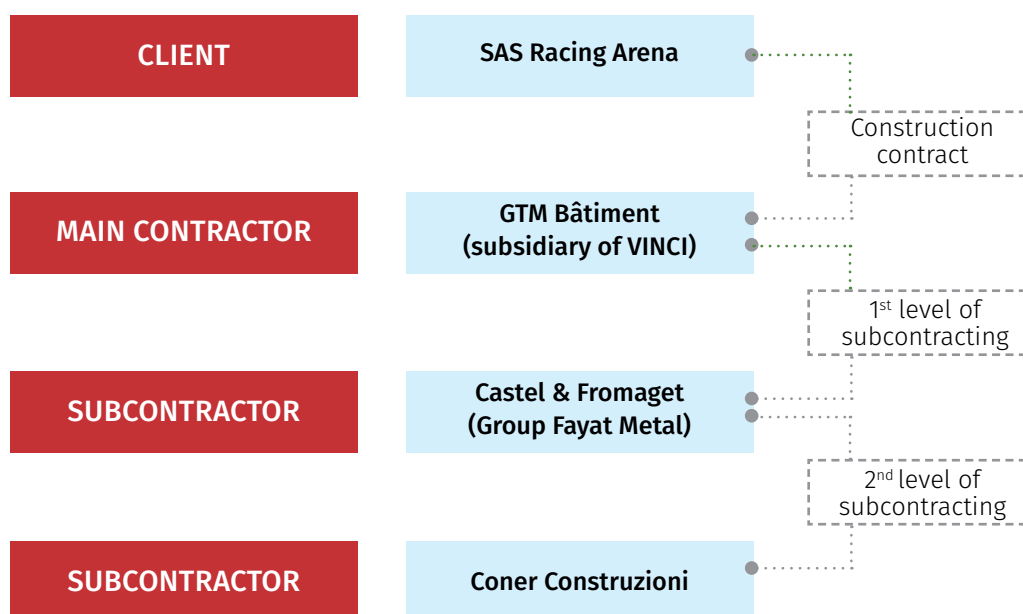 CLIENT
SAS Racing Arena
Construction
contract
MAIN CONTRACTOR
GTM Bâtiment
(subsidiary of VINCI)
1st level of
subcontracting
SUBCONTRACTOR
Castel & Fromaget
(Group Fayat Metal)
2nd level of
subcontracting
SUBCONTRACTOR
Coner Construzioni